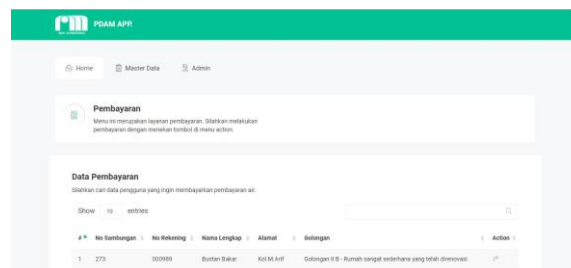 PDAM APP.
Home Master Data Admin
Pembayaran
Menu ini merupakan layanan pembayaran. Silahkan melakukan
pembayaran dengan menekan tombol di menu action.
Data Pembayaran
Silahkan cari data pengguna yang ingin membayarkan pembayaran air.
Show 10 entries
# No Sambungan No Rekening Nama Lengkap Alamat Golongan Action
1 273 000989 Bustan Bakar Kol.M.Arif Golongan II B - Rumah sangat sederhana yang telah direnovasi